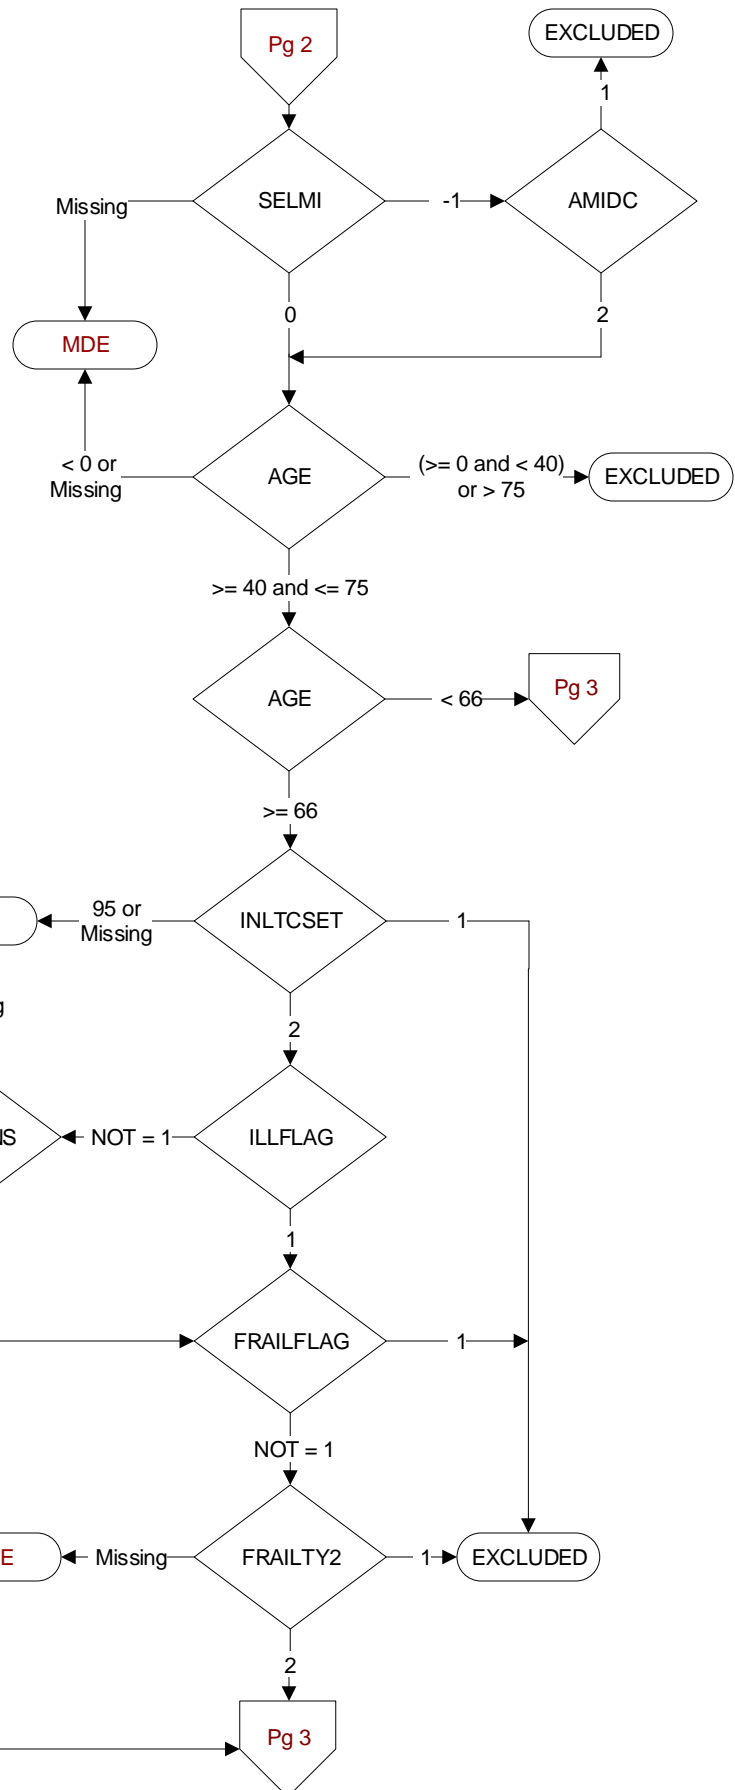 Pg 2
EXCLUDED
1
SELMI
-1
AMIDC
Missing
0
2
MDE
< 0 or
Missing
AGE
(>= 0 and < 40)
or > 75
EXCLUDED
>= 40 and <= 75
AGE
< 66
Pg 3
>= 66
95 or
Missing
INLTCSET
1
2
g
NS
NOT = 1
ILLFLAG
1
FRAILFLAG
1
NOT = 1
E
Missing
FRAILTY2
1
EXCLUDED
2
Pg 3